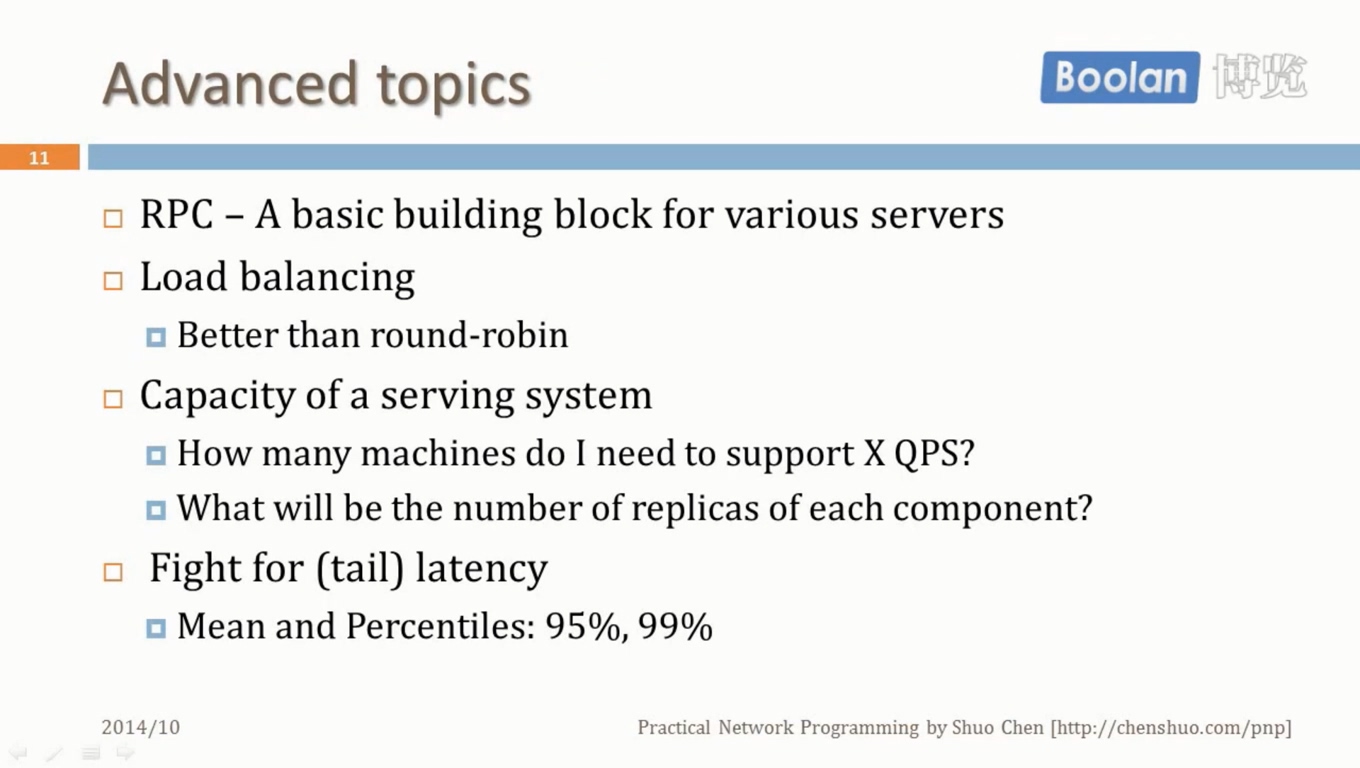 Advanced topics
Boolan 博览
11
RPC – A basic building block for various servers
Load balancing
Better than round-robin
Capacity of a serving system
How many machines do I need to support X QPS?
What will be the number of replicas of each component?
Fight for (tail) latency
Mean and Percentiles: 95%, 99%
2014/10
Practical Network Programming by Shuo Chen [http://chenshuo.com/pnp]